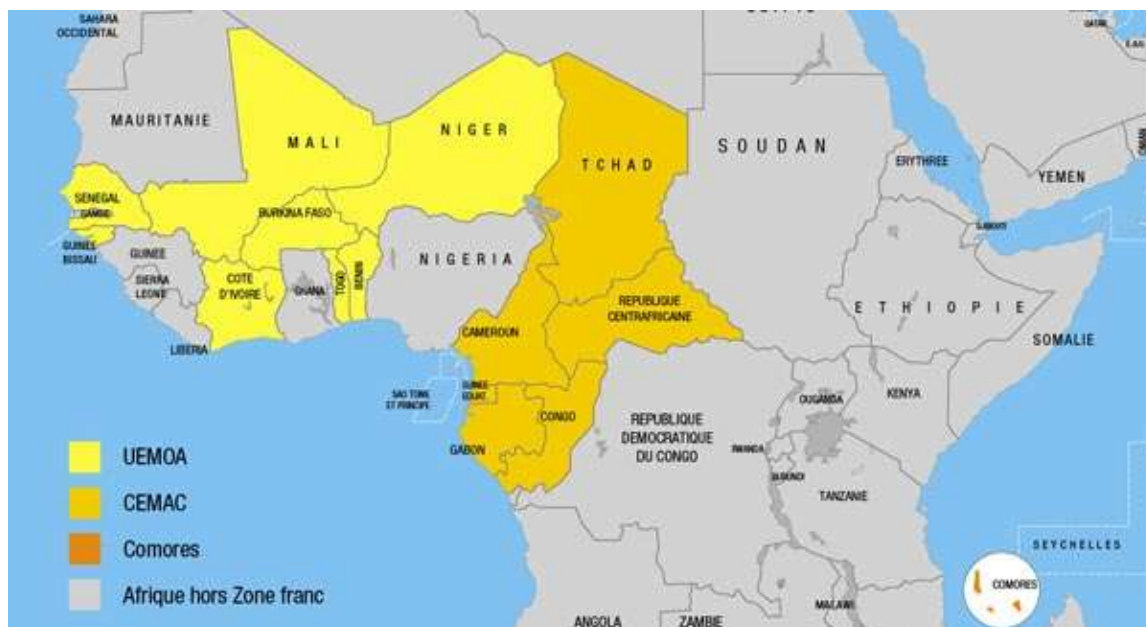 SAHARA
OCCIDENTAL
QATAR
MAURITANIE
MALI
NIGER
TCHAD
SOUDAN
ERYTHREE
YEMEN
OMAN
SENEGAL
GAMBIE
BURKINA FASO
DJIBOUTI
GUINEE
BISSAU
GUINEE
SIERRA
LEONE
COTE
D'IVOIRE
GHANA
TOGO
BENIN
NIGERIA
REPUBLIQUE
CENTRAFRICAINE
ETHIOPIE
SOMALIE
LIBERIA
CAMEROUN
SAO TOME
ET PRINCIPE
GUINEE
EQUAT.
CONGO
GABON
REPUBLIQUE
DEMOCRATIQUE
DU CONGO
OUGANDA
KENYA
RWANDA
BURUNDI
TANZANIE
SEYCHELLES
COMORES
MALAWI
ANGOLA
ZAMBIE
UEMOA
CEMAC
Comores
Afrique hors Zone franc